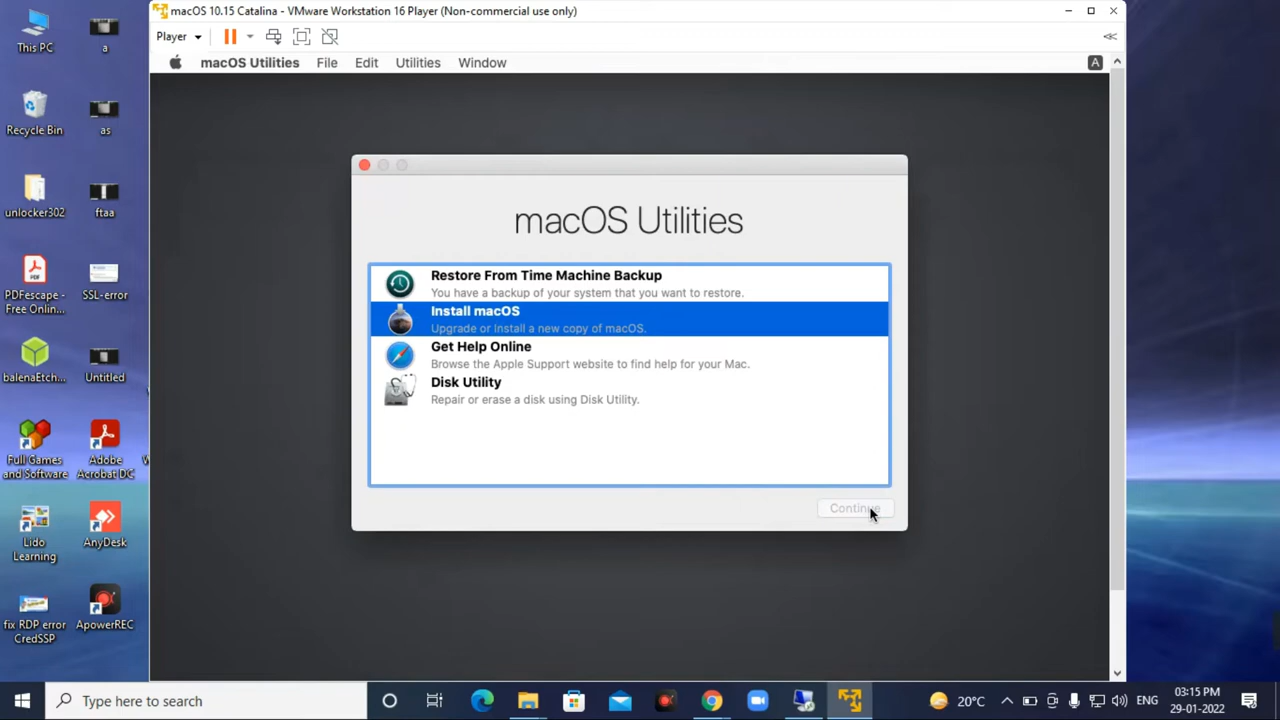 macOS 10.15 Catalina - VMware Workstation 16 Player (Non-commercial use only)
Player
macOS Utilities File Edit Utilities Window
A
macOS Utilities
Restore From Time Machine Backup
You have a backup of your system that you want to restore.
Install macOS
Upgrade or install a new copy of macOS.
Get Help Online
Browse the Apple Support website to find help for your Mac.
Disk Utility
Repair or erase a disk using Disk Utility.
Continue
This PC
a
Recycle Bin
as
unlocker302
ftaa
PDFescape -
Free Onlin...
SSL-error
balenaEtch...
Untitled
Full Games
and Software
Adobe
Acrobat DC
Lido
Learning
AnyDesk
fix RDP error
CredSSP
ApowerREC
Type here to search
20°C
ENG
03:15 PM
29-01-2022